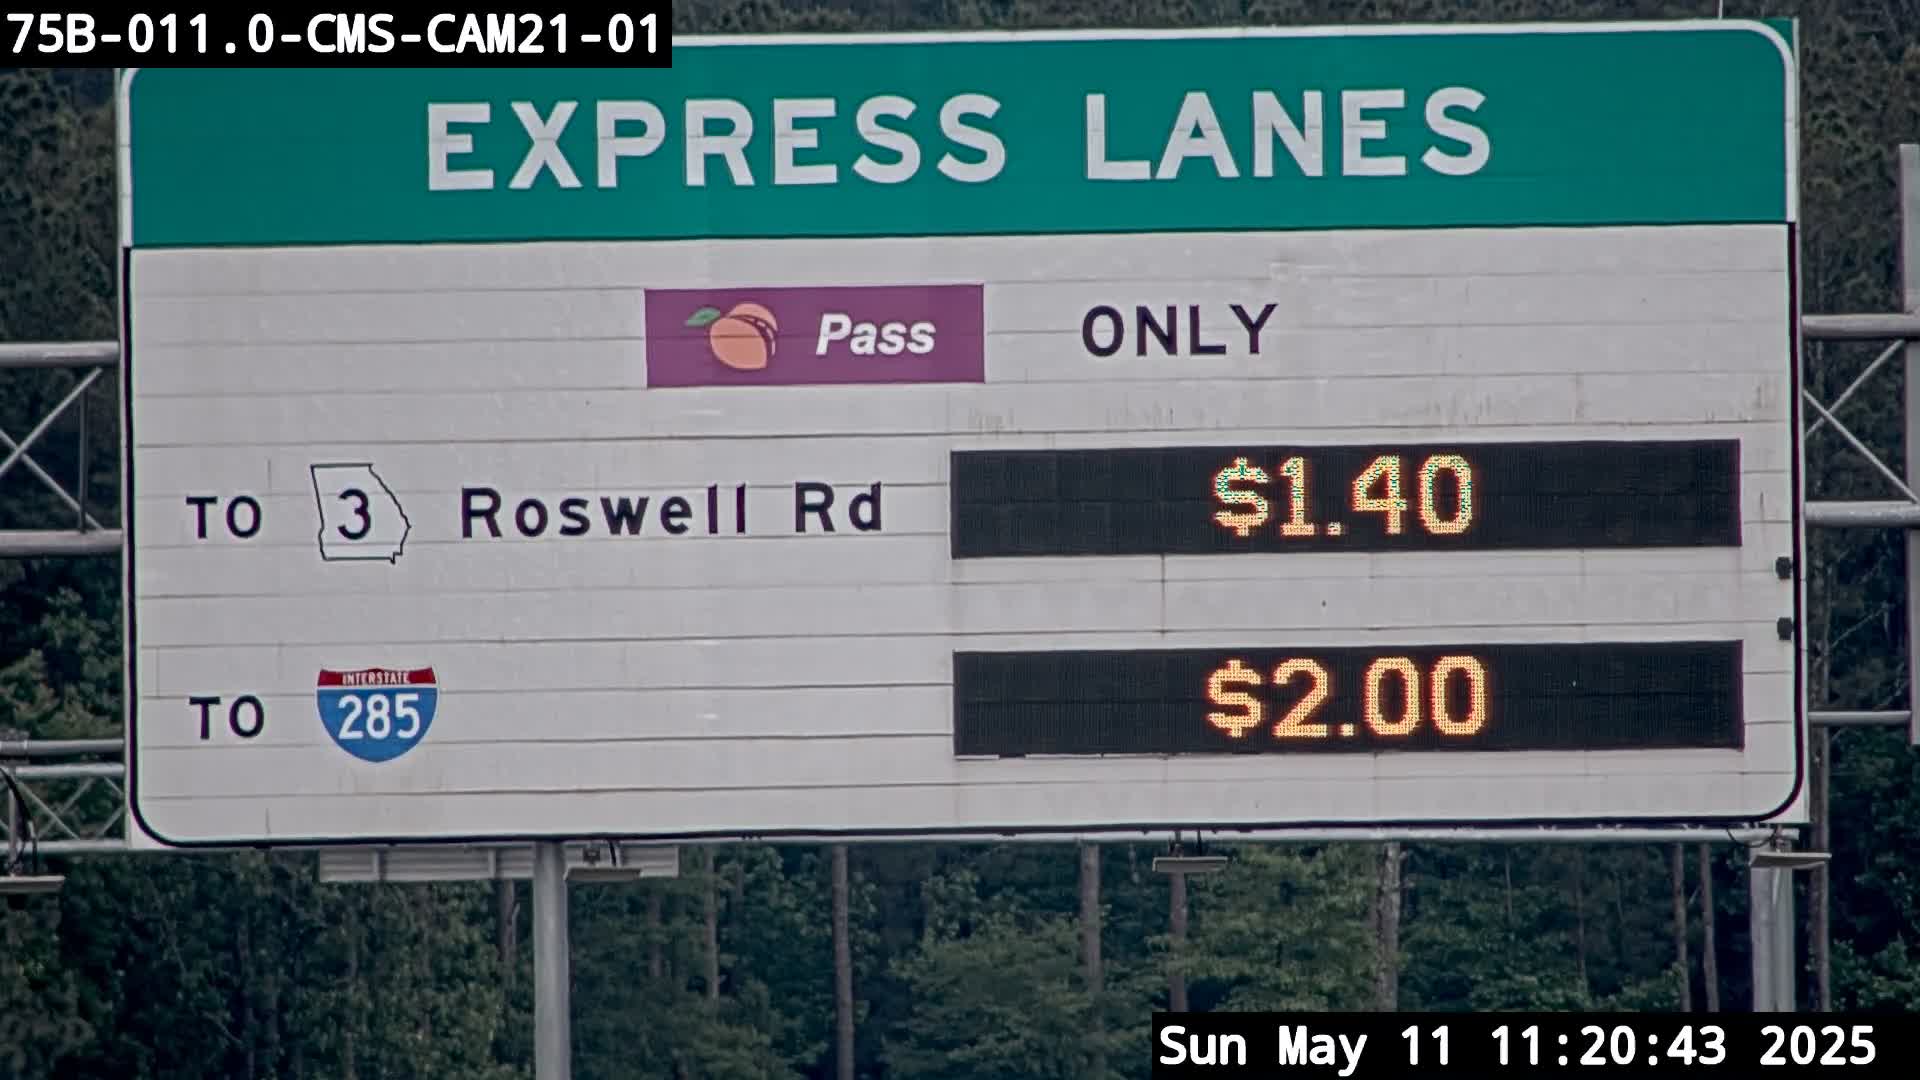 75B-011.0-CMS-CAM21-01
EXPRESS LANES
Pass ONLY
TO 3 Roswell Rd $1.40
TO INTERSTATE 285 $2.00
Sun May 11 11:20:43 2025